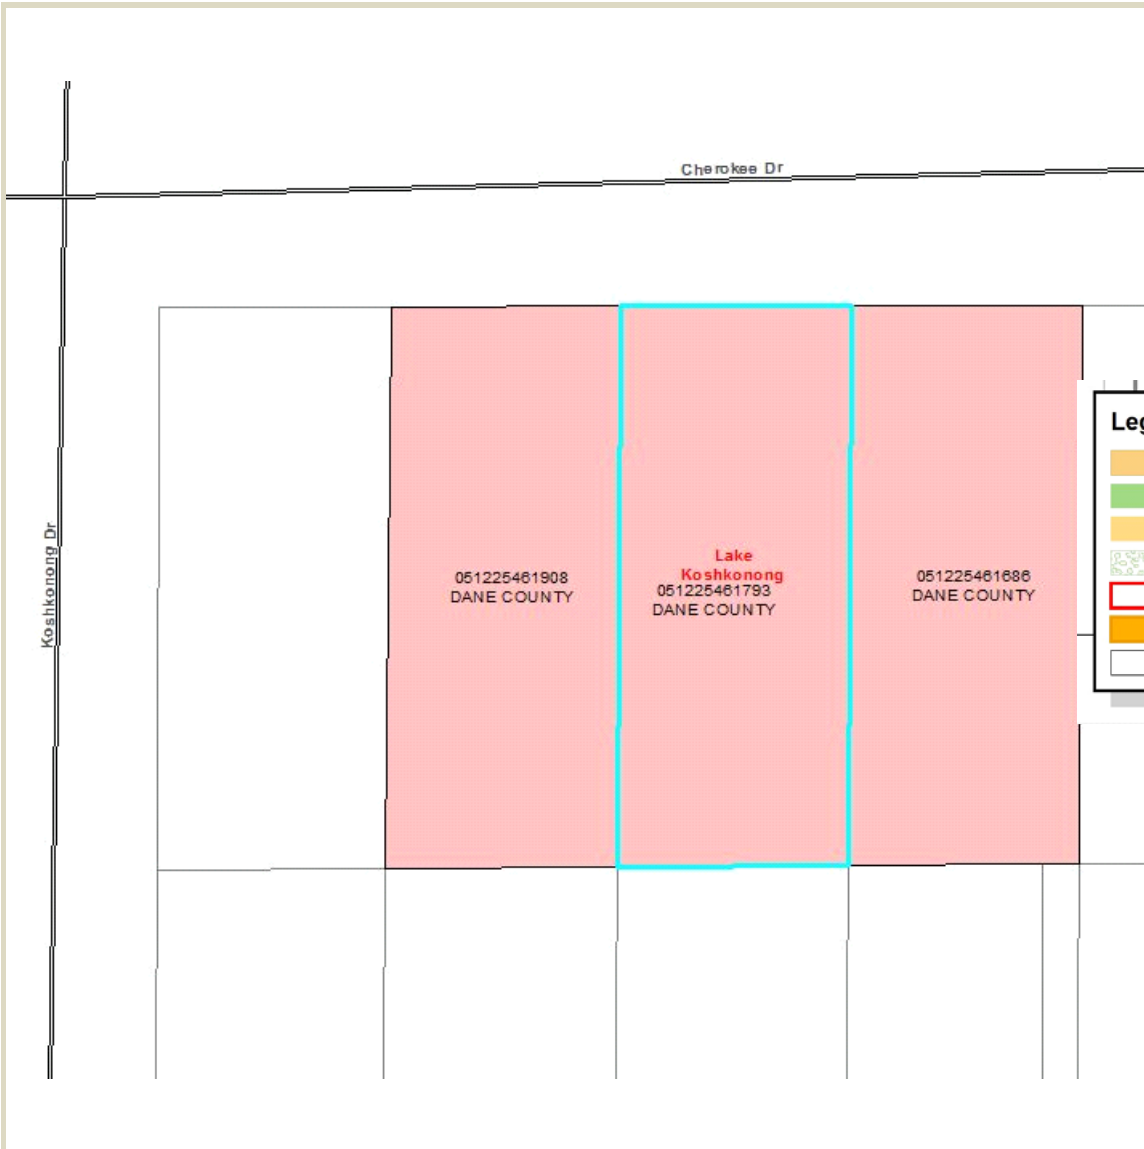 Cherokee Dr
Koshkonong Dr
Lake
Koshkonong
051225461908
DANE COUNTY
051225461793
DANE COUNTY
051225461686
DANE COUNTY
Leg